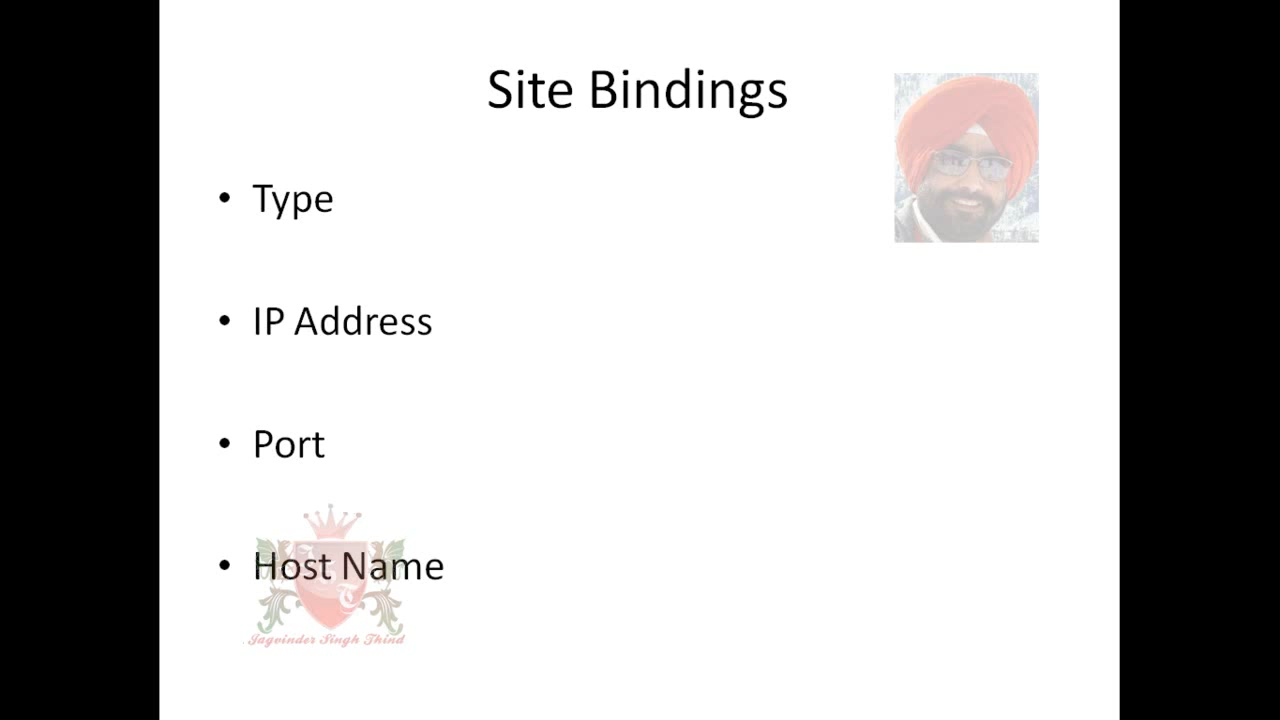 Site Bindings
• Type
• IP Address
• Port
• Host Name
Jagvinder Singh Thind